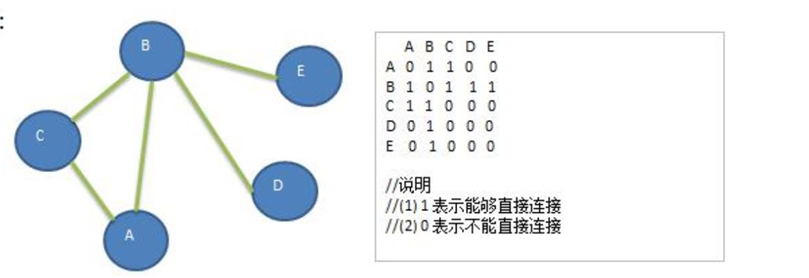 :
B
E
C
D
A
A B C D E
A 0 1 1 0 0
B 1 0 1 1 1
C 1 1 0 0 0
D 0 1 0 0 0
E 0 1 0 0 0
//说明
//(1) 1 表示能够直接连接
//(2) 0 表示不能直接连接